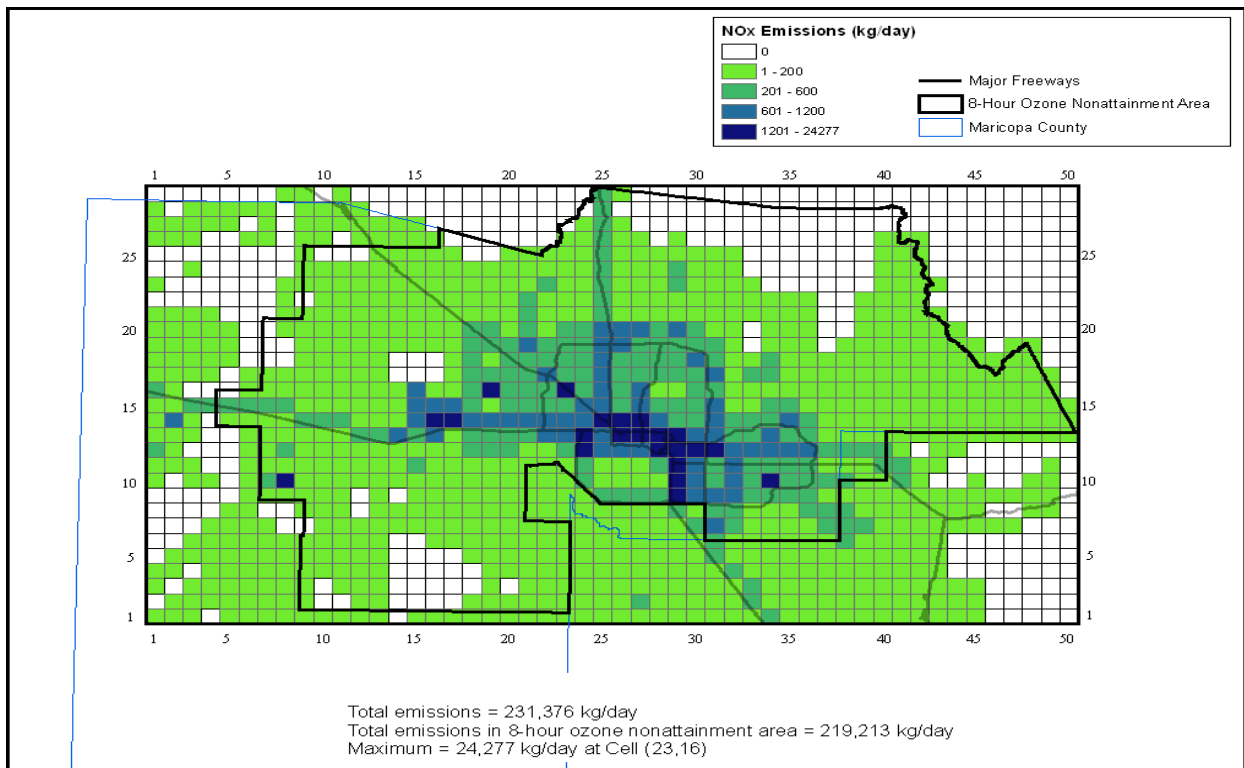 NOx Emissions (kg/day)
0
1 - 200
201 - 600
601 - 1200
1201 - 24277
Major Freeways
8-Hour Ozone Nonattainment Area
Maricopa County
1 5 10 15 20 25 30 35 40 45 50
25 25
20 20
15 15
10 10
5 5
1 1
1 5 10 15 20 25 30 35 40 45 50
Total emissions = 231,376 kg/day
Total emissions in 8-hour ozone nonattainment area = 219,213 kg/day
Maximum = 24,277 kg/day at Cell (23,16)